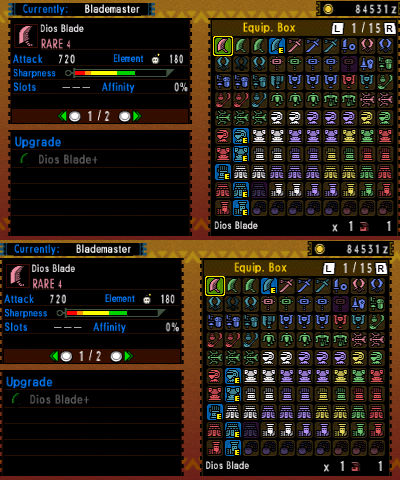 Currently: Blademaster
84531z
Dios Blade
RARE 4
Attack 720 Element 180
Sharpness
Slots --- Affinity 0%
1/2
Upgrade
Dios Blade+
Equip. Box L 1/15 R
E
E
E
E
E
E
Dios Blade x 1 1
Currently: Blademaster
84531z
Dios Blade
RARE 4
Attack 720 Element 180
Sharpness
Slots --- Affinity 0%
1/2
Upgrade
Dios Blade+
Equip. Box L 1/15 R
E
E
E
E
E
E
Dios Blade x 1 1